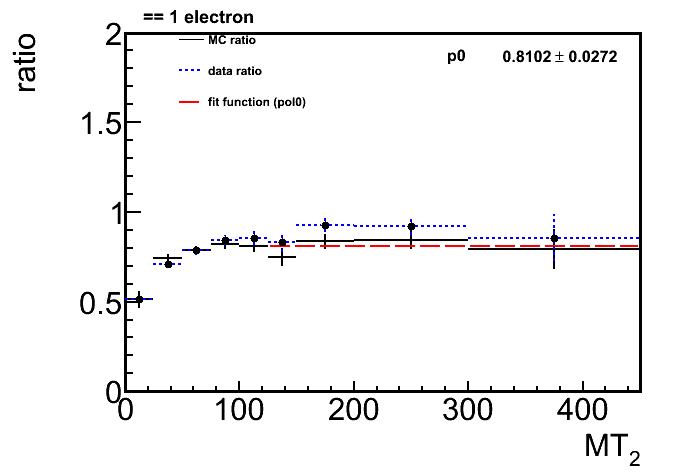 == 1 electron
ratio
2
MC ratio
p0 0.8102 ± 0.0272
data ratio
fit function (pol0)
1.5
1
0.5
0
0 100 200 300 400
MT2